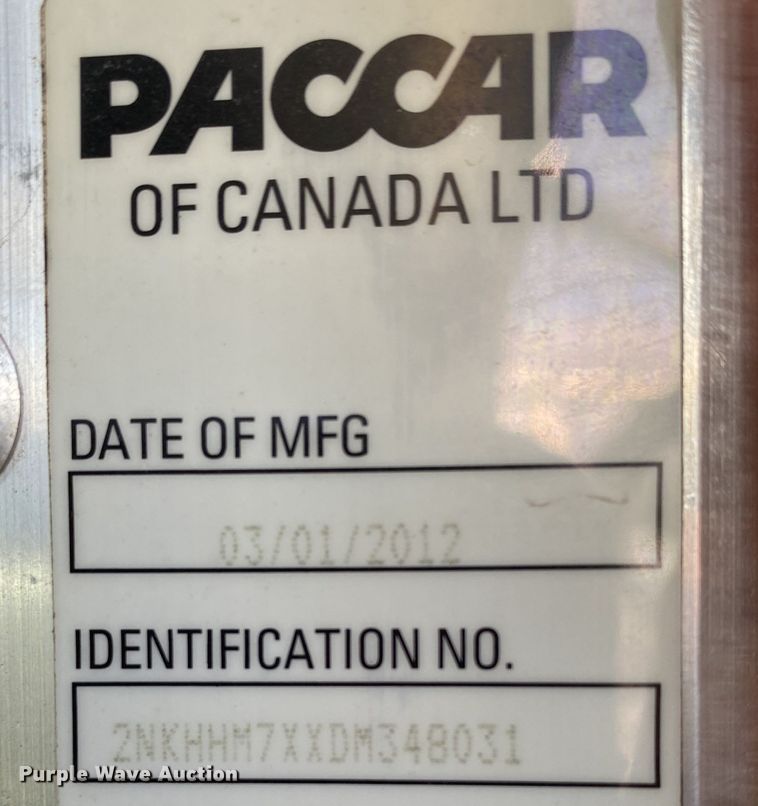 PACCAR
OF CANADA LTD
DATE OF MFG
03/01/2012
IDENTIFICATION NO.
2NKHHM7XXDM348031
Purple Wave Auction